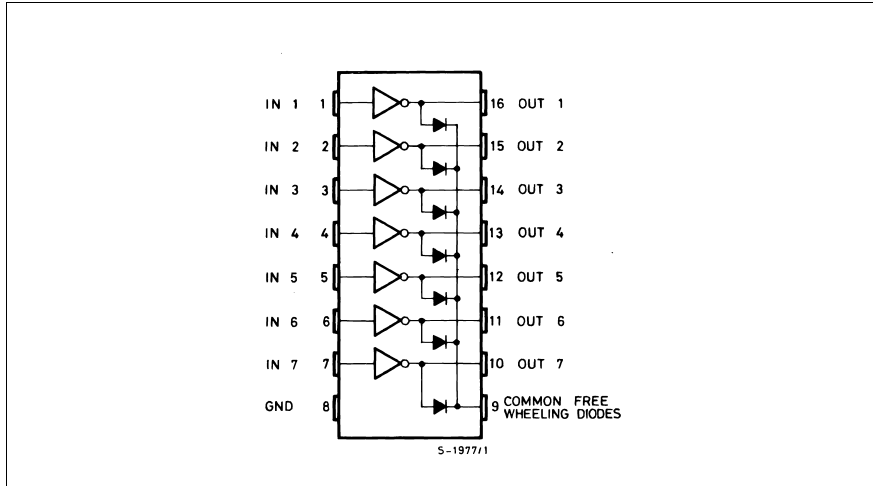 IN 1 1 16 OUT 1
IN 2 2 15 OUT 2
IN 3 3 14 OUT 3
IN 4 4 13 OUT 4
IN 5 5 12 OUT 5
IN 6 6 11 OUT 6
IN 7 7 10 OUT 7
GND 8 9 COMMON FREE
WHEELING DIODES
S-1977/1